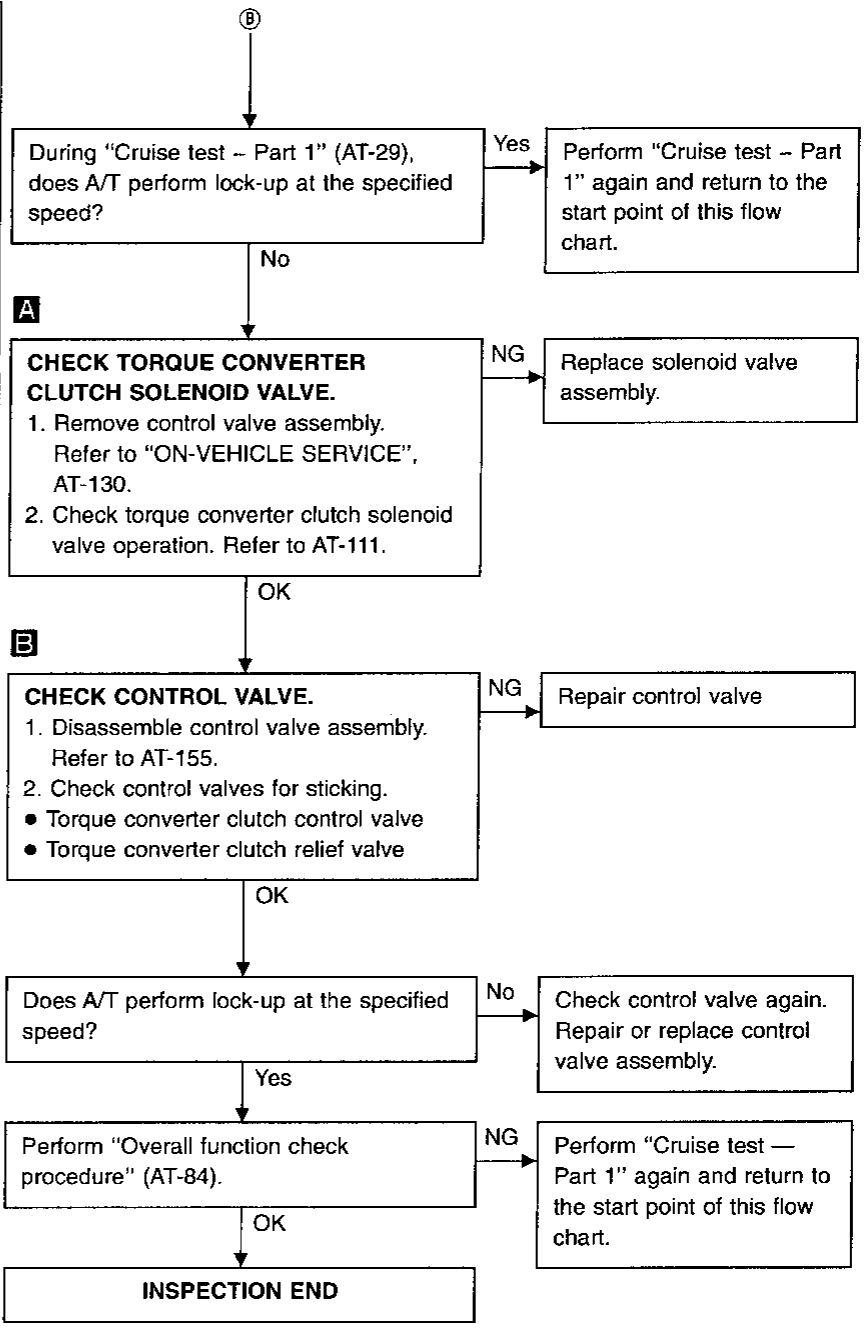 Ⓑ
During “Cruise test – Part 1” (AT-29),
does A/T perform lock-up at the specified
speed?
Yes
Perform “Cruise test – Part
1” again and return to the
start point of this flow
chart.
No
A
CHECK TORQUE CONVERTER
CLUTCH SOLENOID VALVE.
1. Remove control valve assembly.
Refer to “ON-VEHICLE SERVICE”,
AT-130.
2. Check torque converter clutch solenoid
valve operation. Refer to AT-111.
NG
Replace solenoid valve
assembly.
OK
B
CHECK CONTROL VALVE.
1. Disassemble control valve assembly.
Refer to AT-155.
2. Check control valves for sticking.
● Torque converter clutch control valve
● Torque converter clutch relief valve
NG
Repair control valve
OK
Does A/T perform lock-up at the specified
speed?
No
Check control valve again.
Repair or replace control
valve assembly.
Yes
Perform “Overall function check
procedure” (AT-84).
NG
Perform “Cruise test —
Part 1” again and return to
the start point of this flow
chart.
OK
INSPECTION END